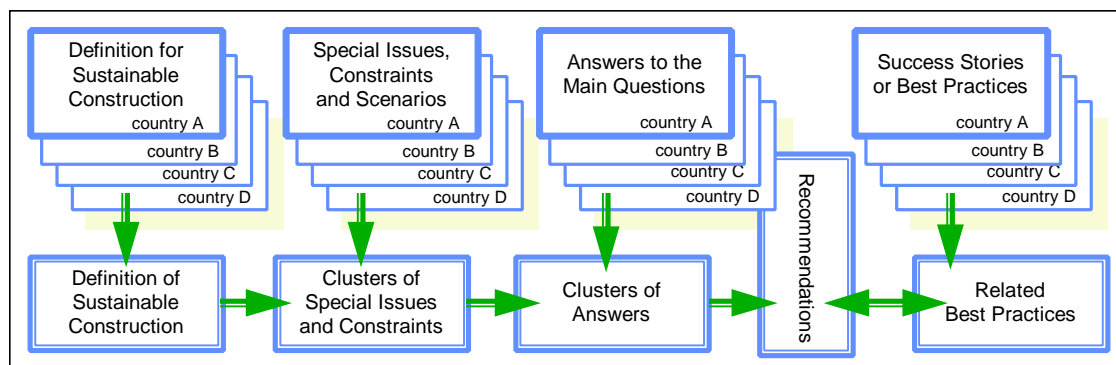 Definition for
Sustainable
Construction
country A
country B
country C
country D
Special Issues,
Constraints
and Scenarios
country A
country B
country C
country D
Answers to the
Main Questions
country A
country B
country C
country D
Success Stories
or Best Practices
country A
country B
country C
country D
Definition of
Sustainable
Construction
Clusters of
Special Issues
and Constraints
Clusters of
Answers
Recommendations
Related
Best Practices